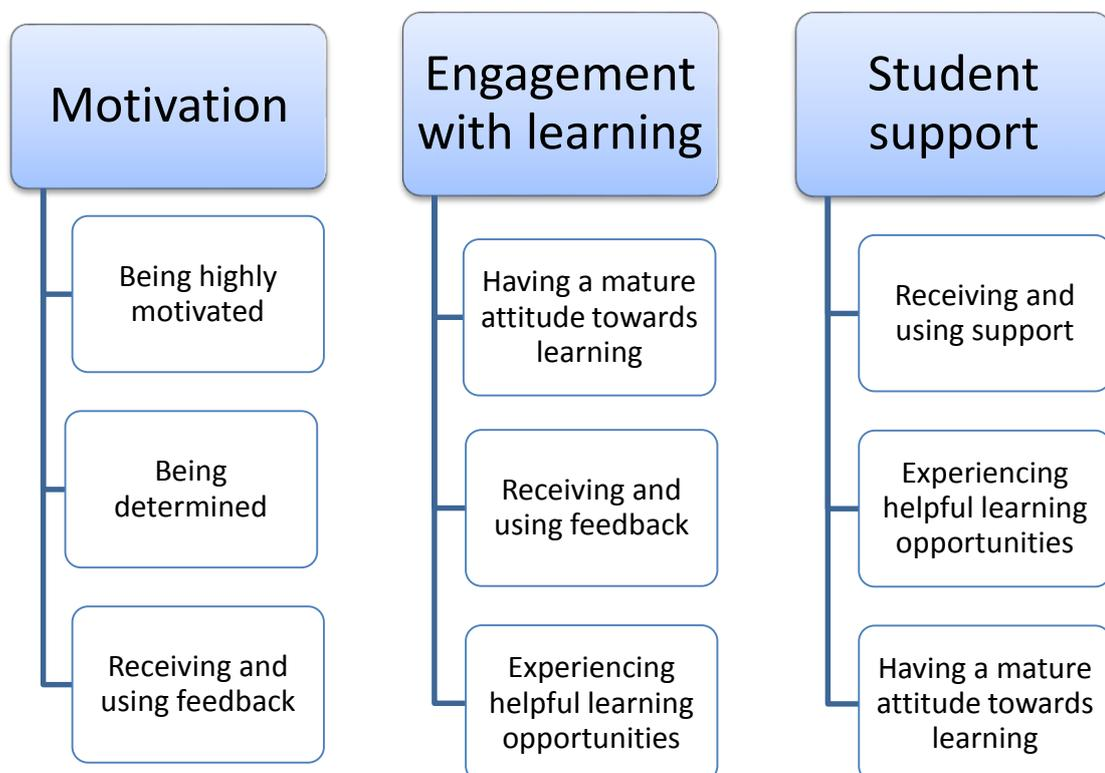 Motivation
Being highly
motivated
Being
determined
Receiving and
using feedback
Engagement
with learning
Having a mature
attitude towards
learning
Receiving and
using feedback
Experiencing
helpful learning
opportunities
Student
support
Receiving and
using support
Experiencing
helpful learning
opportunities
Having a mature
attitude towards
learning